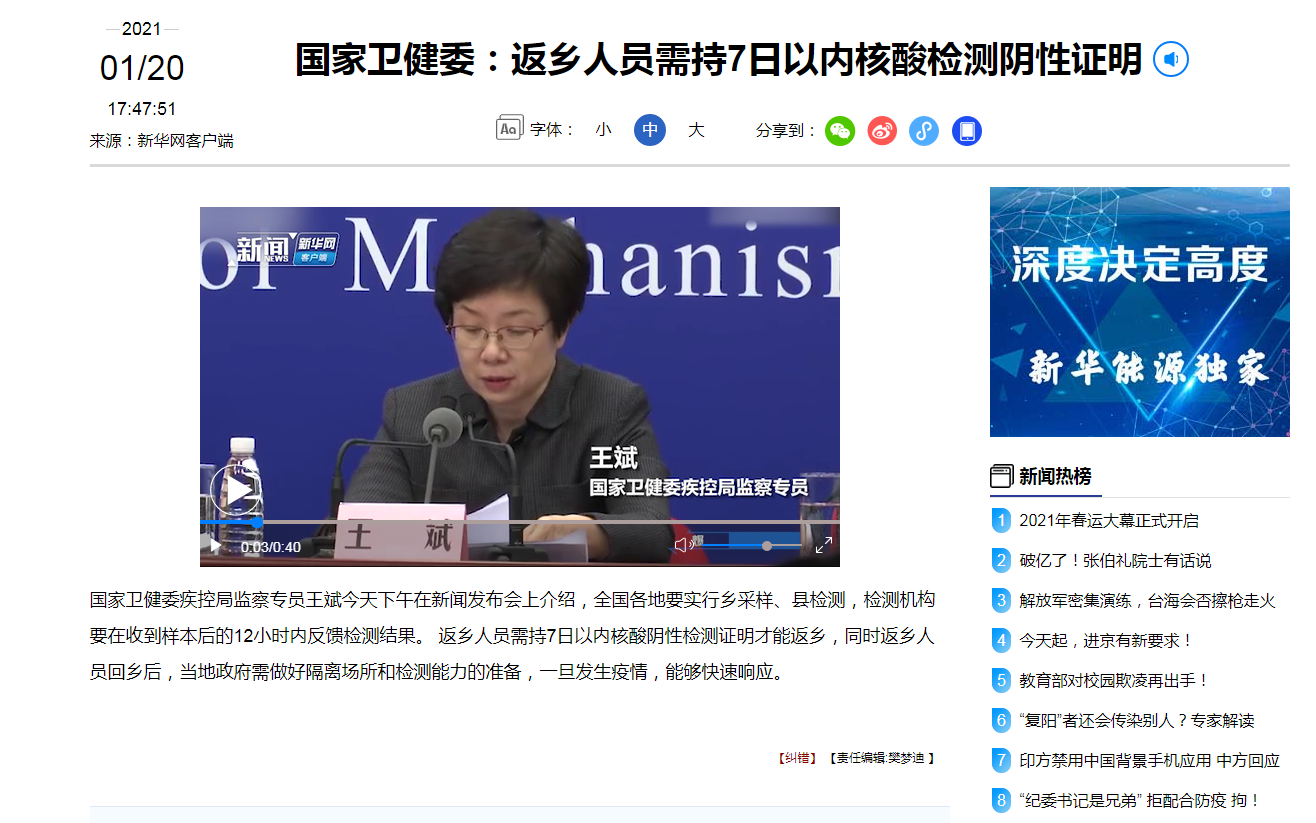 2021
01/20
17:47:51
来源：新华网客户端
国家卫健委：返乡人员需持7日以内核酸检测阴性证明
Aa 字体： 小 中 大 分享到：
of Mechanism
新闻 NEWS 新华网 客户端
王斌
国家卫健委疾控局监察专员
王 斌
0:03/0:40
国家卫健委疾控局监察专员王斌今天下午在新闻发布会上介绍，全国各地要实行乡采样、县检测，检测机构
要在收到样本后的12小时内反馈检测结果。 返乡人员需持7日以内核酸阴性检测证明才能返乡，同时返乡人
员回乡后，当地政府需做好隔离场所和检测能力的准备，一旦发生疫情，能够快速响应。
【纠错】 【责任编辑:樊梦迪 】
深度决定高度
新华能源独家
新闻热榜
1 2021年春运大幕正式开启
2 破亿了！张伯礼院士有话说
3 解放军密集演练，台海会否擦枪走火
4 今天起，进京有新要求！
5 教育部对校园欺凌再出手！
6 “复阳”者还会传染别人？专家解读
7 印方禁用中国背景手机应用 中方回应
8 “纪委书记是兄弟” 拒配合防疫 拘！